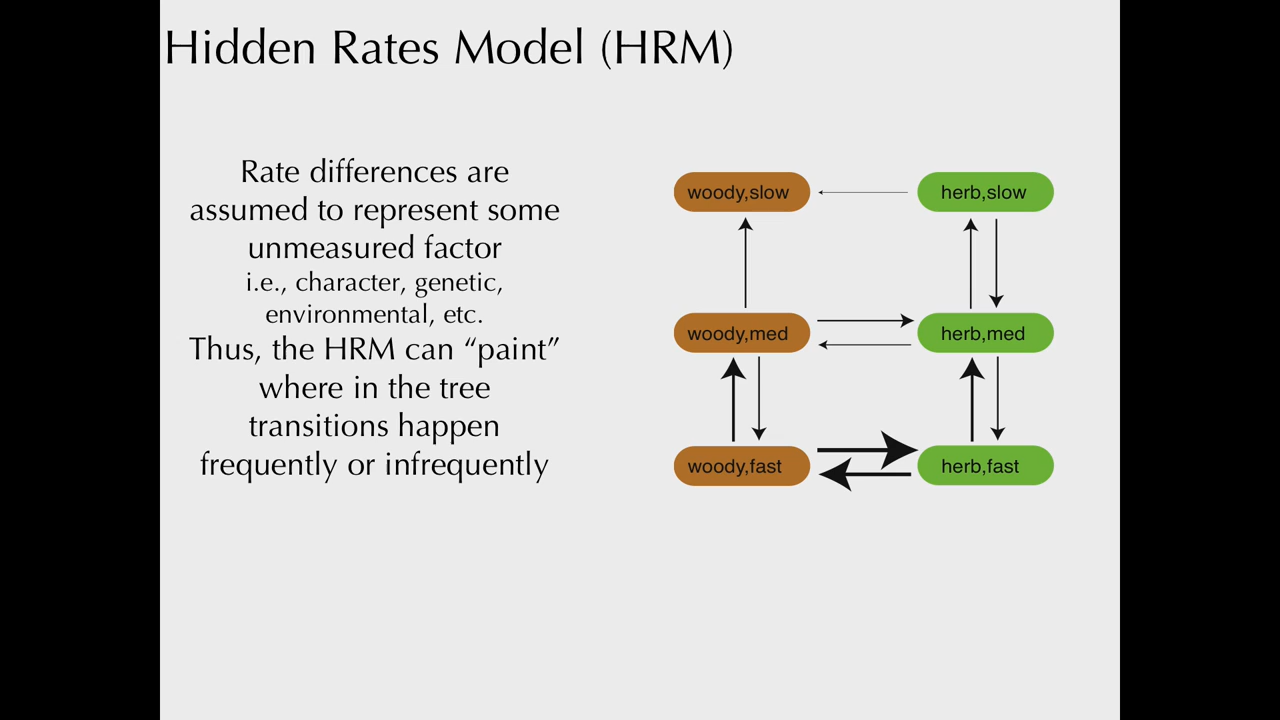 Hidden Rates Model (HRM)
Rate differences are
assumed to represent some
unmeasured factor
i.e., character, genetic,
environmental, etc.
Thus, the HRM can “paint”
where in the tree
transitions happen
frequently or infrequently
woody,slow
herb,slow
woody,med
herb,med
woody,fast
herb,fast